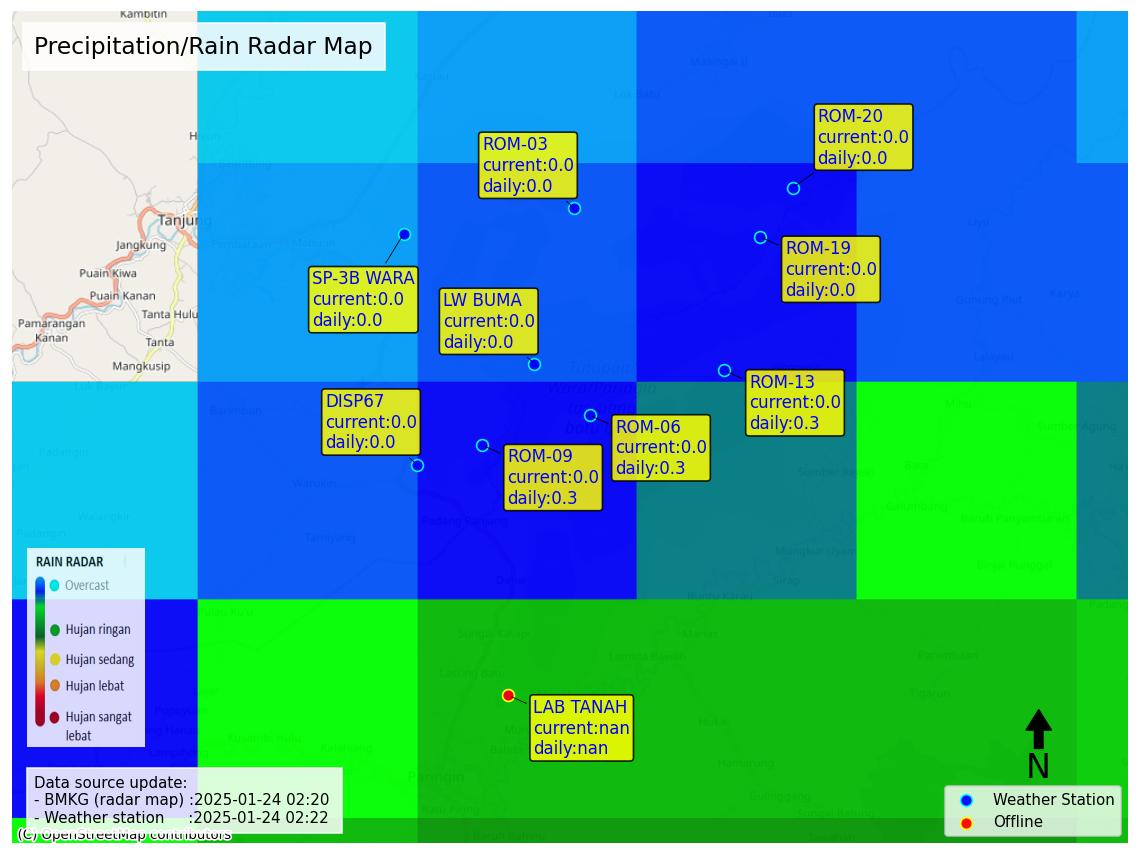 Kambitin
Precipitation/Rain Radar Map
ROM-20
current:0.0
daily:0.0
ROM-03
current:0.0
daily:0.0
Tanjung
Jangkung
ROM-19
current:0.0
daily:0.0
SP-3B WARA
current:0.0
daily:0.0
Puain Kiwa
Puain Kanan
LW BUMA
current:0.0
daily:0.0
Tanta Hulu
Pamarangan
Kanan
Tanta
Mangkusip
ROM-13
current:0.0
daily:0.3
DISP67
current:0.0
daily:0.0
ROM-06
current:0.0
daily:0.3
ROM-09
current:0.0
daily:0.3
Padang Panjang
RAIN RADAR
Overcast
Hujan ringan
Hujan sedang
Hujan lebat
Hujan sangat
lebat
LAB TANAH
current:nan
daily:nan
Paringin
N
Data source update:
- BMKG (radar map) :2025-01-24 02:20
- Weather station :2025-01-24 02:22
(C) OpenStreetMap contributors
Weather Station
Offline